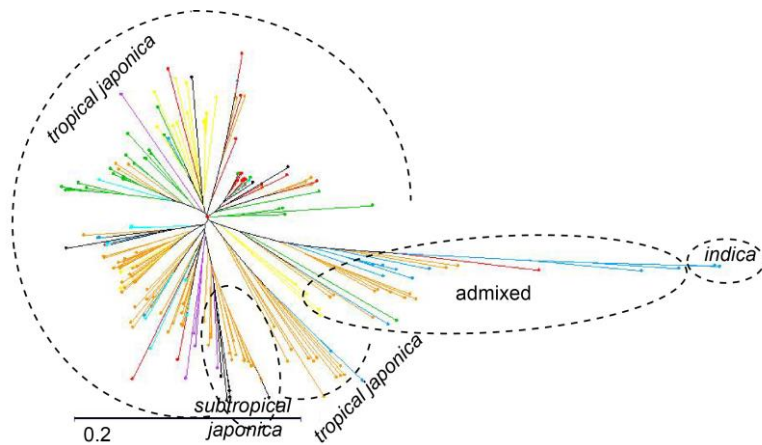 tropical japonica
indica
admixed
tropical japonica
subtropical
japonica
0.2